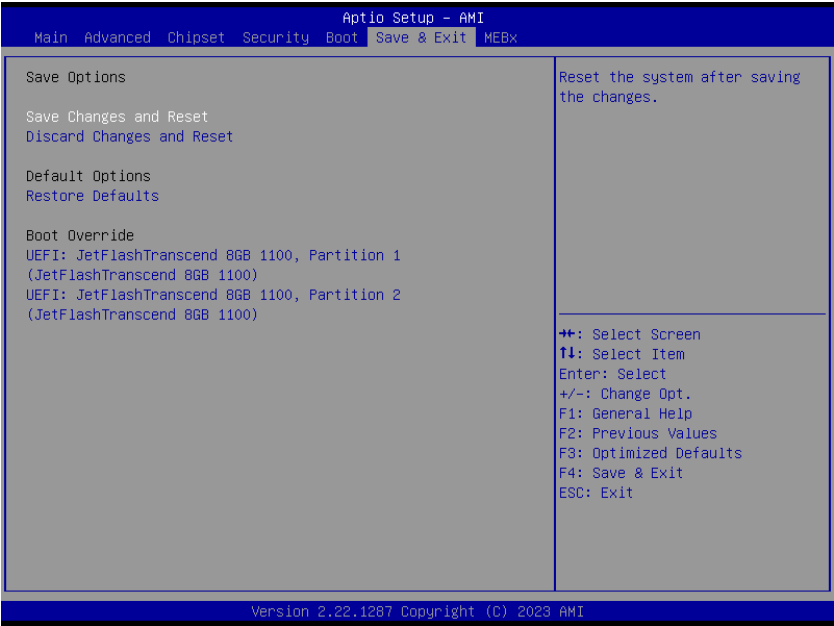 Aptio Setup – AMI
Main Advanced Chipset Security Boot Save & Exit MEBx
Save Options
Save Changes and Reset
Discard Changes and Reset
Default Options
Restore Defaults
Boot Override
UEFI: JetFlashTranscend 8GB 1100, Partition 1
(JetFlashTranscend 8GB 1100)
UEFI: JetFlashTranscend 8GB 1100, Partition 2
(JetFlashTranscend 8GB 1100)
Reset the system after saving
the changes.
→←: Select Screen
↑↓: Select Item
Enter: Select
+/-: Change Opt.
F1: General Help
F2: Previous Values
F3: Optimized Defaults
F4: Save & Exit
ESC: Exit
Version 2.22.1287 Copyright (C) 2023 AMI